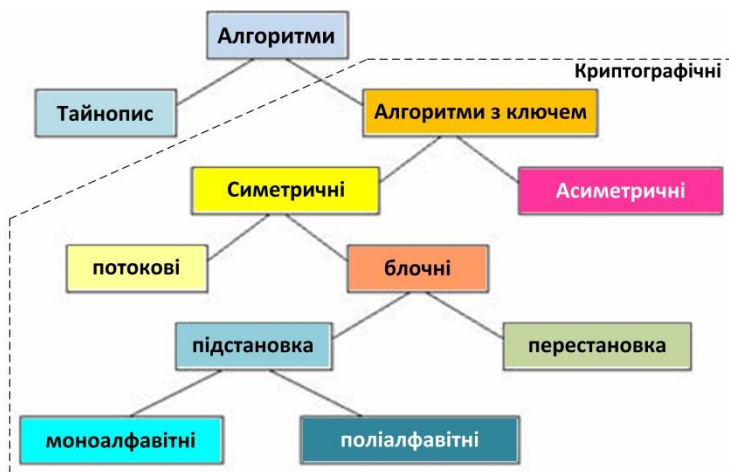 Алгоритми
Криптографічні
Тайнопис
Алгоритми з ключем
Симетричні
Асиметричні
потокові
блочні
підстановка
перестановка
моноалфавітні
поліалфавітні